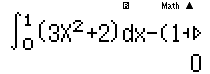 R Math ▲
∫₀¹(3X²+2)dx-(1+▶
0